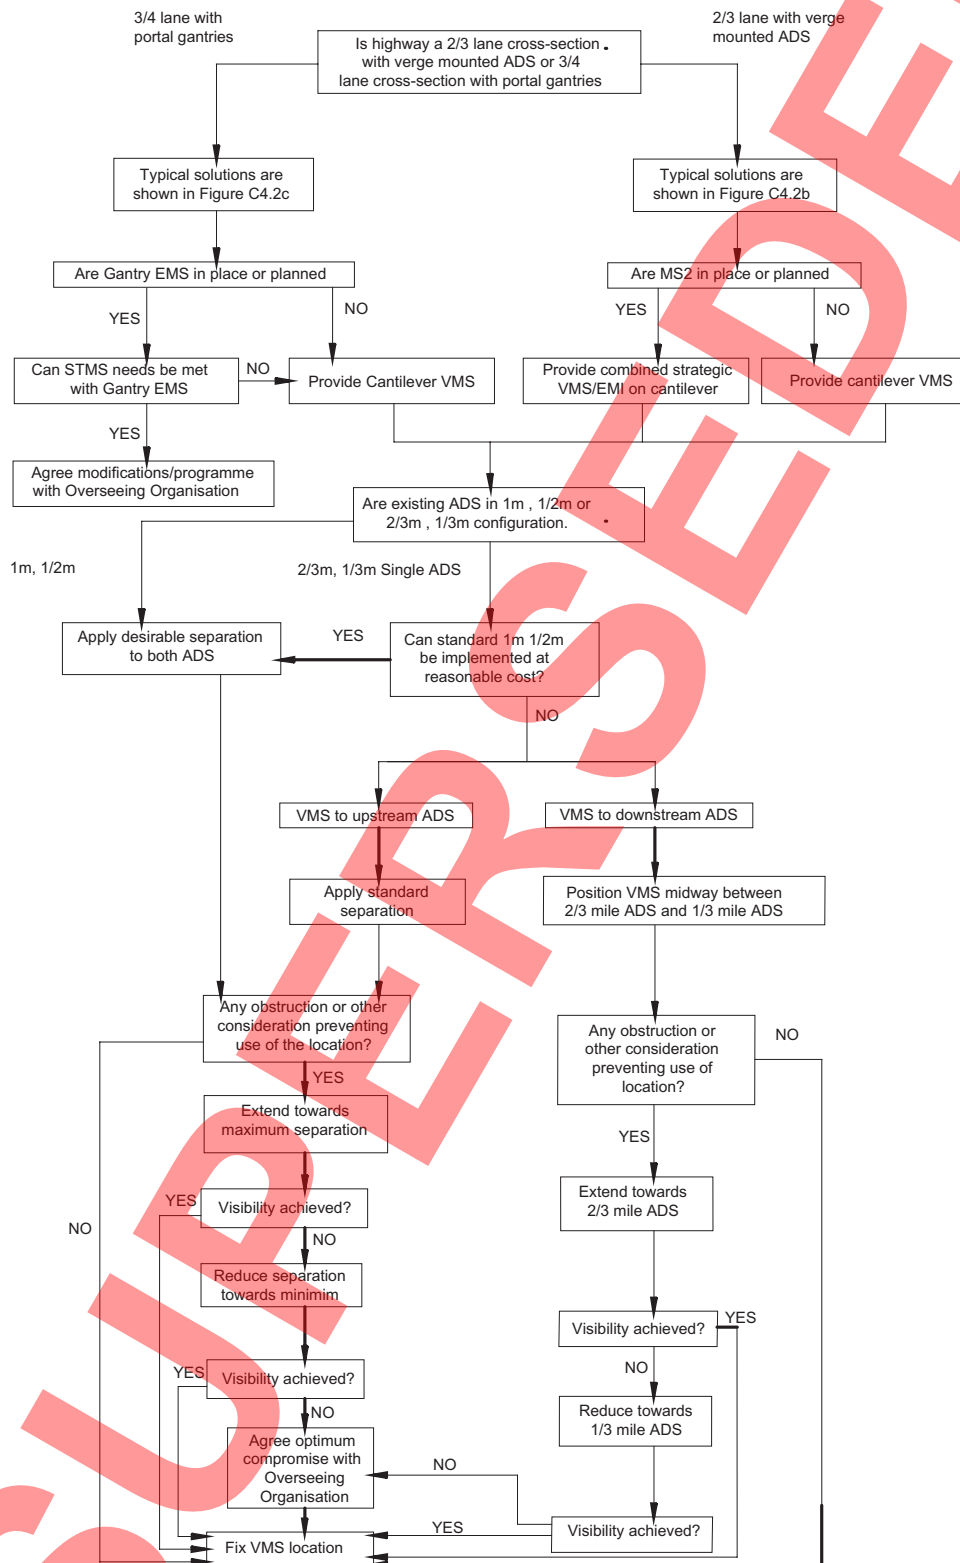 3/4 lane with
portal gantries
2/3 lane with verge
mounted ADS
Is highway a 2/3 lane cross-section .
with verge mounted ADS or 3/4
lane cross-section with portal gantries
Typical solutions are
shown in Figure C4.2c
Typical solutions are
shown in Figure C4.2b
Are Gantry EMS in place or planned
Are MS2 in place or planned
YES
NO
YES
NO
Can STMS needs be met
with Gantry EMS
NO
Provide Cantilever VMS
Provide combined strategic
VMS/EMI on cantilever
Provide cantilever VMS
YES
Agree modifications/programme
with Overseeing Organisation
Are existing ADS in 1m , 1/2m or
2/3m , 1/3m configuration. .
1m, 1/2m
2/3m, 1/3m Single ADS
Apply desirable separation
to both ADS
YES
Can standard 1m 1/2m
be implemented at
reasonable cost?
NO
VMS to upstream ADS
VMS to downstream ADS
Apply standard
separation
Position VMS midway between
2/3 mile ADS and 1/3 mile ADS
Any obstruction or other
consideration preventing
use of the location?
Any obstruction or
other consideration
preventing use of
location?
NO
YES
Extend towards
maximum separation
YES
Extend towards
2/3 mile ADS
YES
Visibility achieved?
NO
NO
Reduce separation
towards minimim
Visibility achieved?
YES
NO
YES
Visibility achieved?
NO
Reduce towards
1/3 mile ADS
Agree optimum
compromise with
Overseeing
Organisation
NO
YES
Visibility achieved?
Fix VMS location
SUPERSEDED